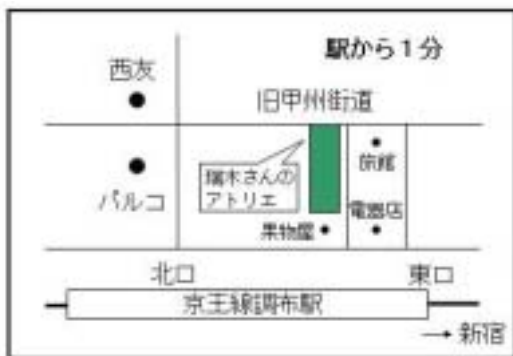 駅から1分
西友
旧甲州街道
パルコ
瑞木さんの
アトリエ
旅館
電器店
果物屋
北口
東口
京王線調布駅
→新宿